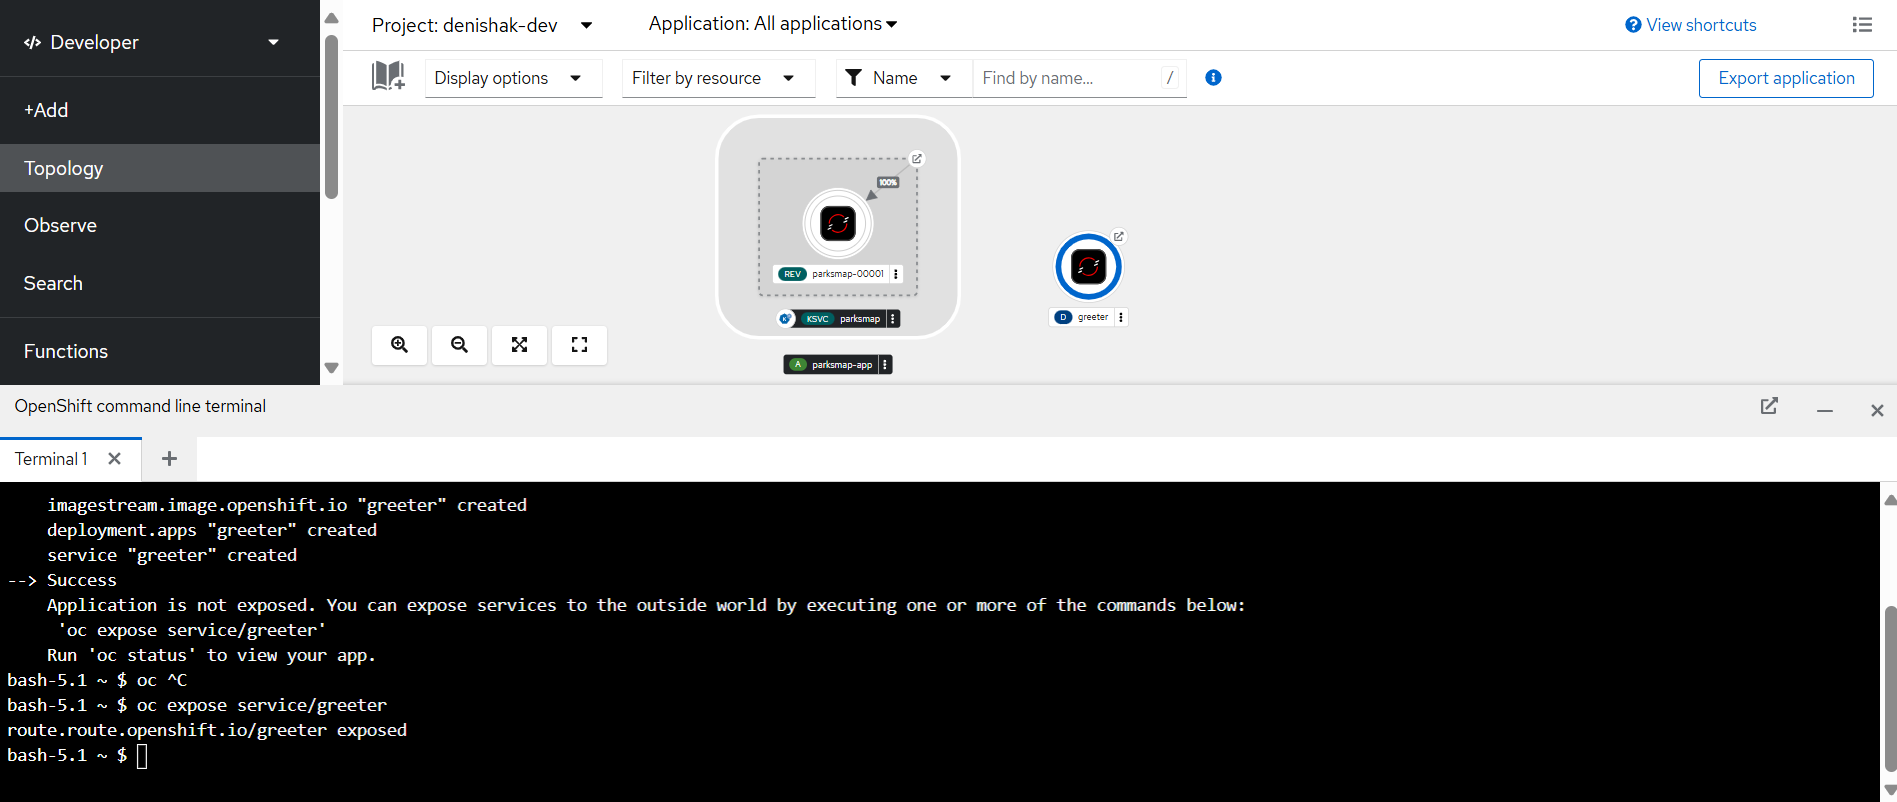 Developer
+Add
Topology
Observe
Search
Functions
Project: denishak-dev
Application: All applications
View shortcuts
Display options
Filter by resource
Name
Find by name...
/
Export application
100%
REV parksmap-00001
KSVC parksmap
A parksmap-app
D greeter
OpenShift command line terminal
Terminal 1
imagestream.image.openshift.io "greeter" created
deployment.apps "greeter" created
service "greeter" created
--> Success
Application is not exposed. You can expose services to the outside world by executing one or more of the commands below:
'oc expose service/greeter'
Run 'oc status' to view your app.
bash-5.1 ~ $ oc ^C
bash-5.1 ~ $ oc expose service/greeter
route.route.openshift.io/greeter exposed
bash-5.1 ~ $